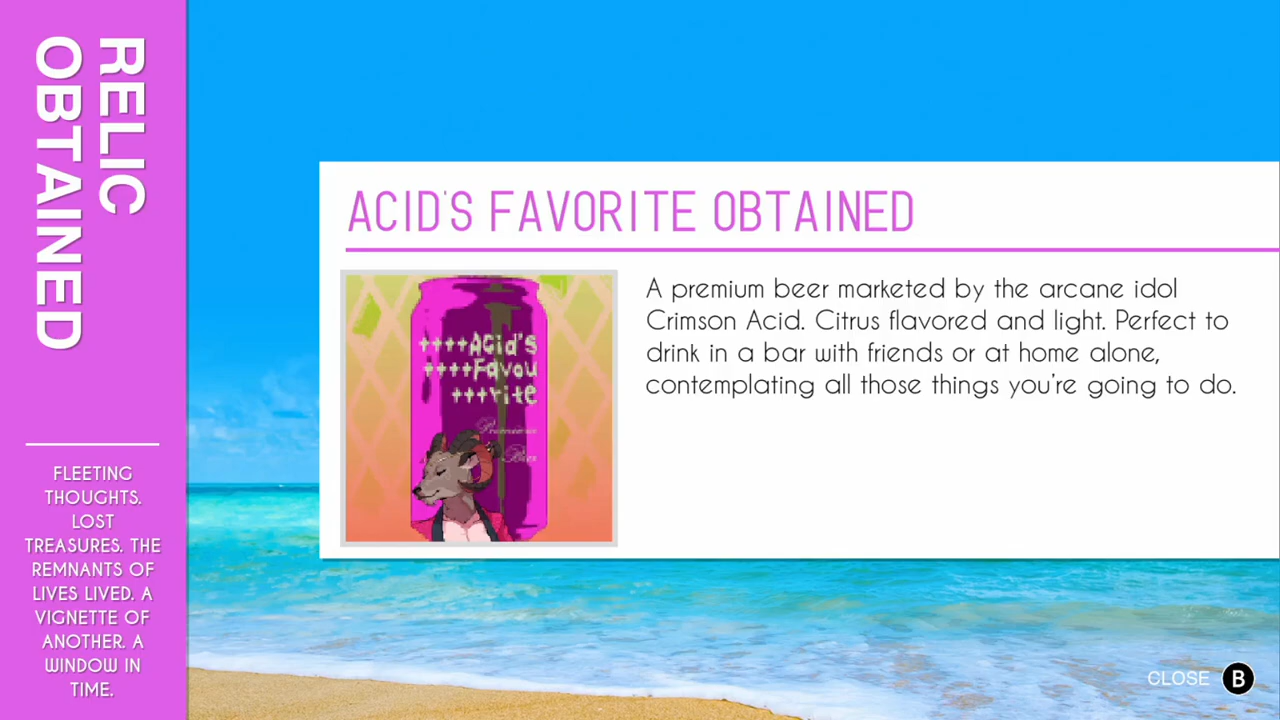 RELIC
OBTAINED
FLEETING
THOUGHTS.
LOST
TREASURES. THE
REMNANTS OF
LIVES LIVED. A
VIGNETTE OF
ANOTHER. A
WINDOW IN
TIME.
ACID'S FAVORITE OBTAINED
++++Acid's
++++Favou
+++rite
A premium beer marketed by the arcane idol
Crimson Acid. Citrus flavored and light. Perfect to
drink in a bar with friends or at home alone,
contemplating all those things you're going to do.
CLOSE B